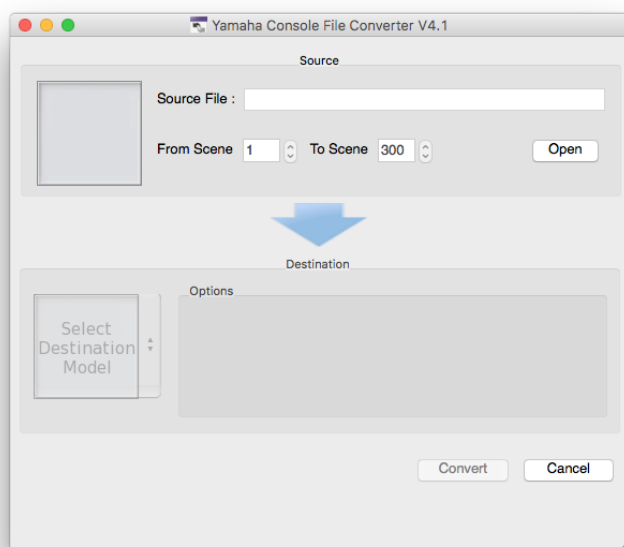 Yamaha Console File Converter V4.1
Source
Source File :
From Scene 1 To Scene 300 Open
Destination
Options
Select
Destination
Model
Convert Cancel